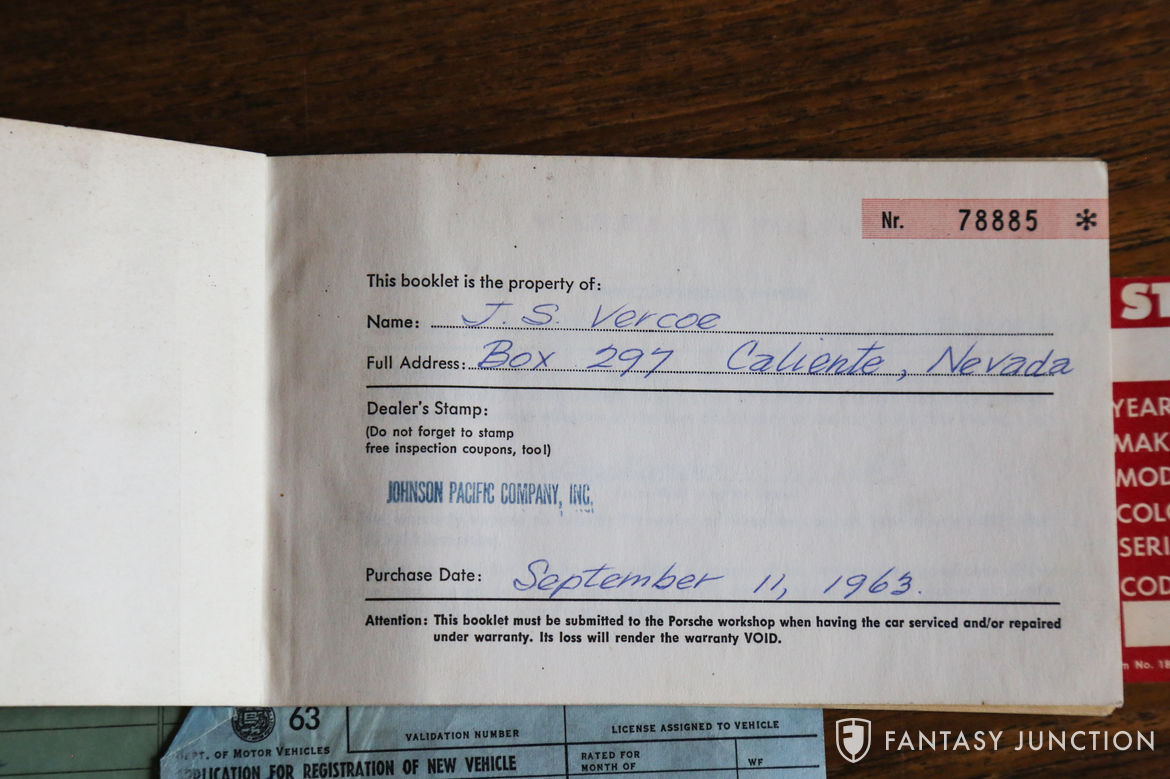 Nr. 78885 *
This booklet is the property of:
Name: J. S. Vercoe
Full Address: Box 297 Caliente, Nevada
Dealer's Stamp:
(Do not forget to stamp
free inspection coupons, too!)
JOHNSON PACIFIC COMPANY, INC.
Purchase Date: September 11, 1963.
Attention: This booklet must be submitted to the Porsche workshop when having the car serviced and/or repaired
under warranty. Its loss will render the warranty VOID.
ST
YEAR
MAK
MOD
COLO
SERI
COD
No. 18
63
VALIDATION NUMBER
LICENSE ASSIGNED TO VEHICLE
OF MOTOR VEHICLES
PLICATION FOR REGISTRATION OF NEW VEHICLE
RATED FOR
MONTH OF
WF
FANTASY JUNCTION